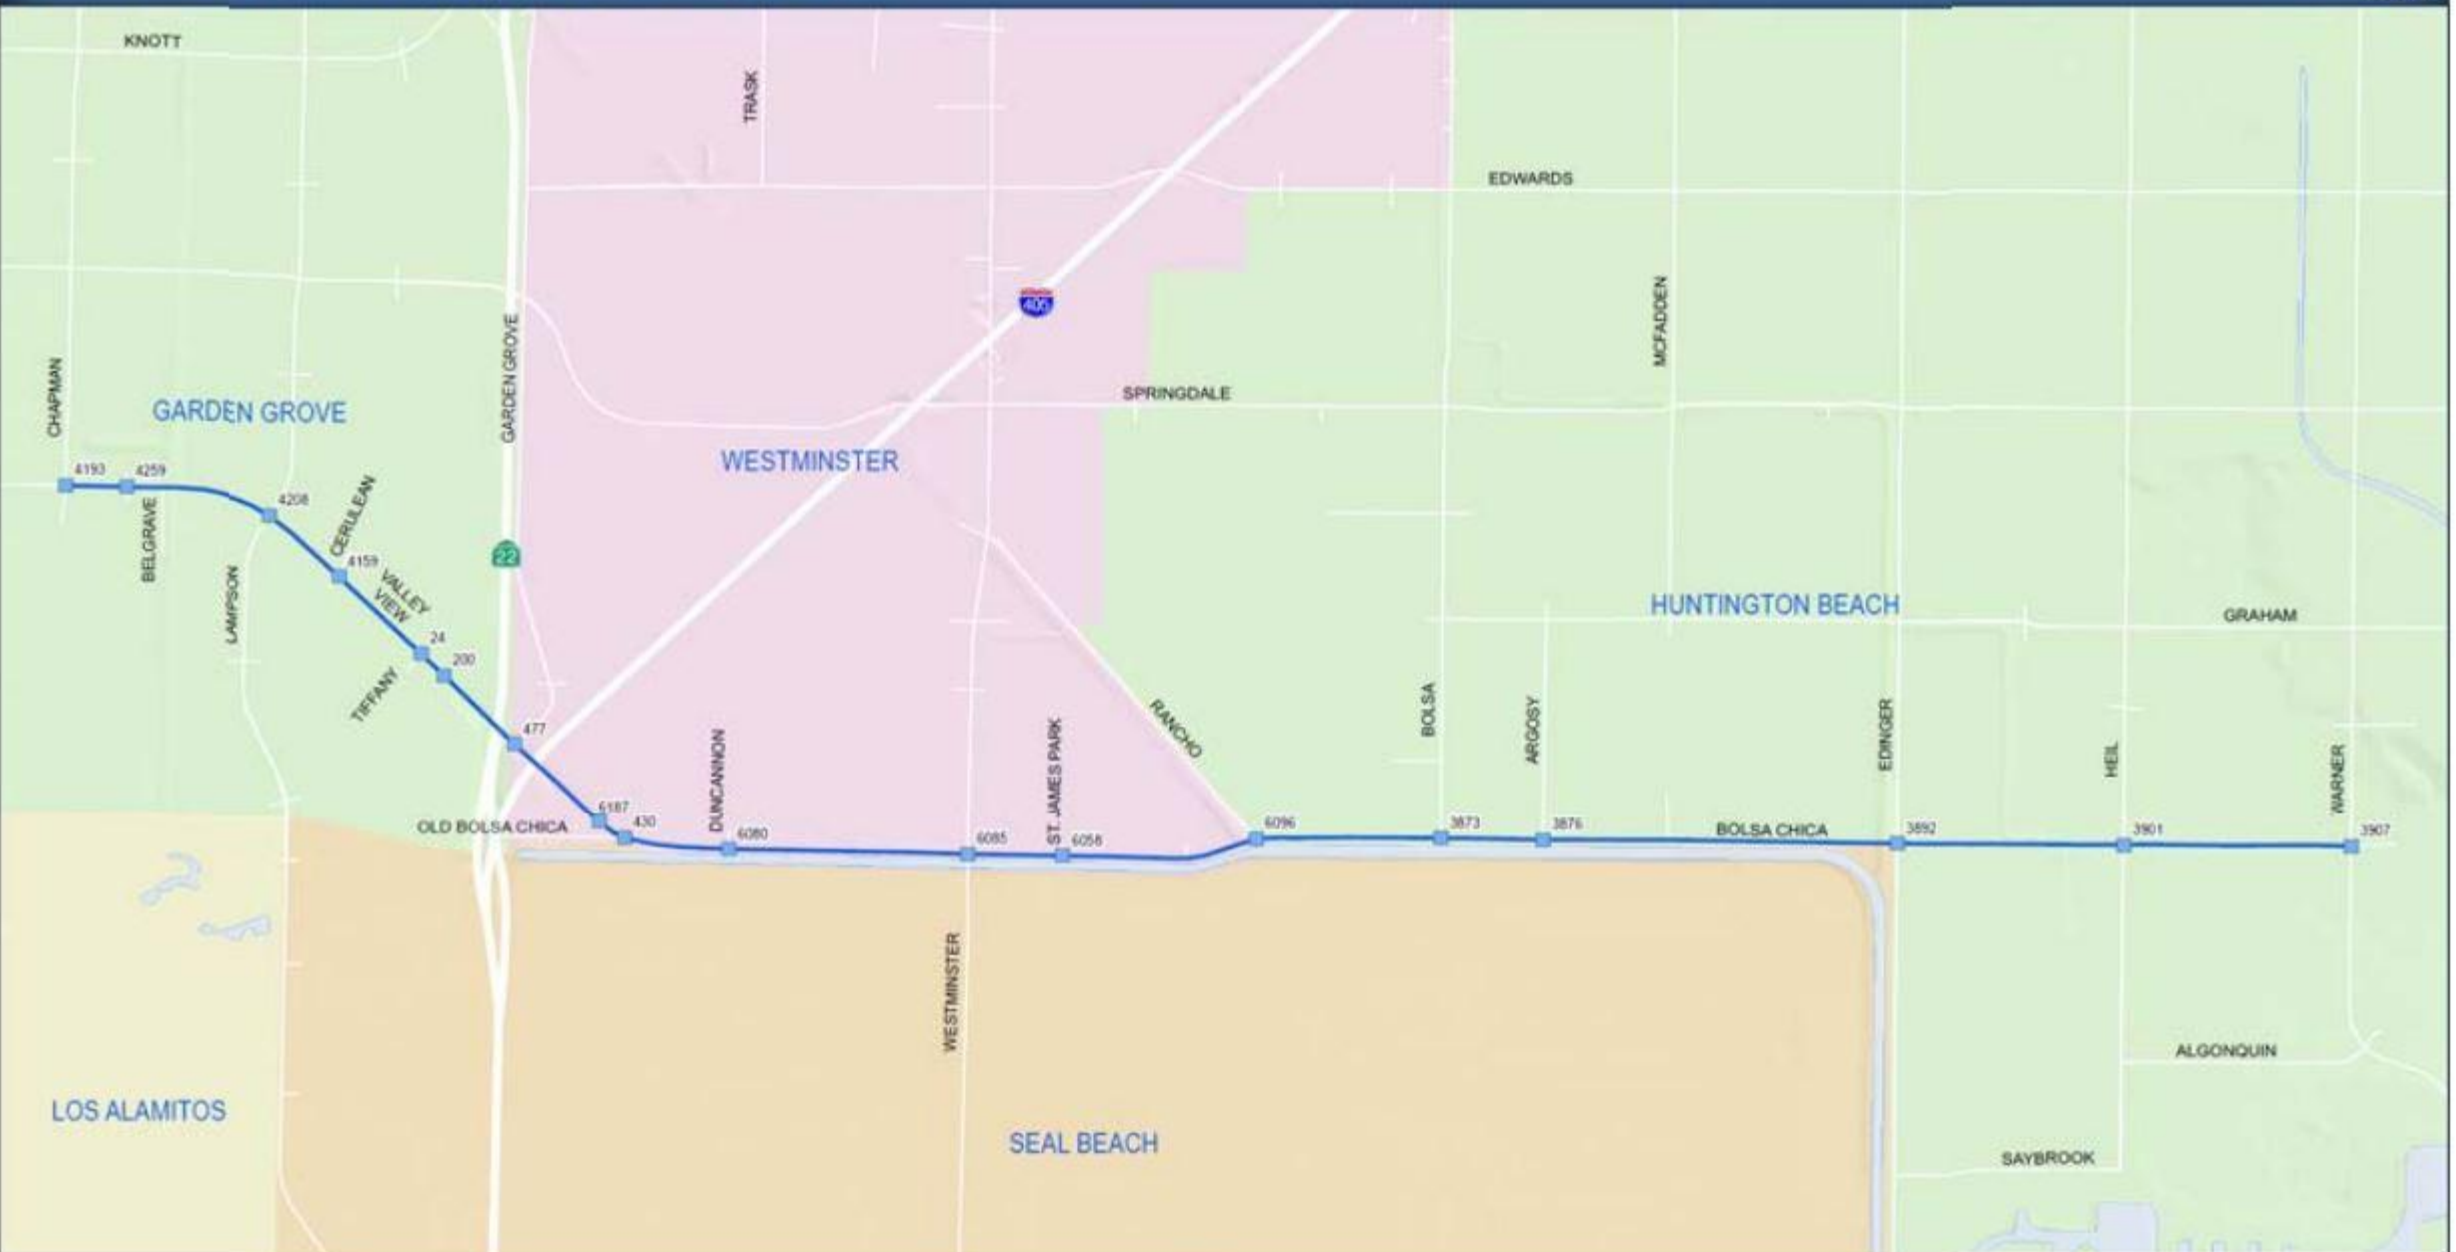 KNOTT
TRASK
EDWARDS
MCFADDEN
405
GARDEN GROVE
CHAPMAN
GARDEN GROVE
SPRINGDALE
WESTMINSTER
4193
4259
BELGRAVE
4208
CERULEAN
22
4159
VALLEY
VIEW
LAMPSON
HUNTINGTON BEACH
GRAHAM
24
200
TIFFANY
477
DUNCANNON
ST. JAMES PARK
RANCHO
BOLSA
ARGOSY
EDINGER
HEIL
WARNER
6187
430
OLD BOLSA CHICA
6080
6085
6058
6096
3873
3876
BOLSA CHICA
3892
3901
3907
WESTMINSTER
ALGONQUIN
LOS ALAMITOS
SEAL BEACH
SAYBROOK